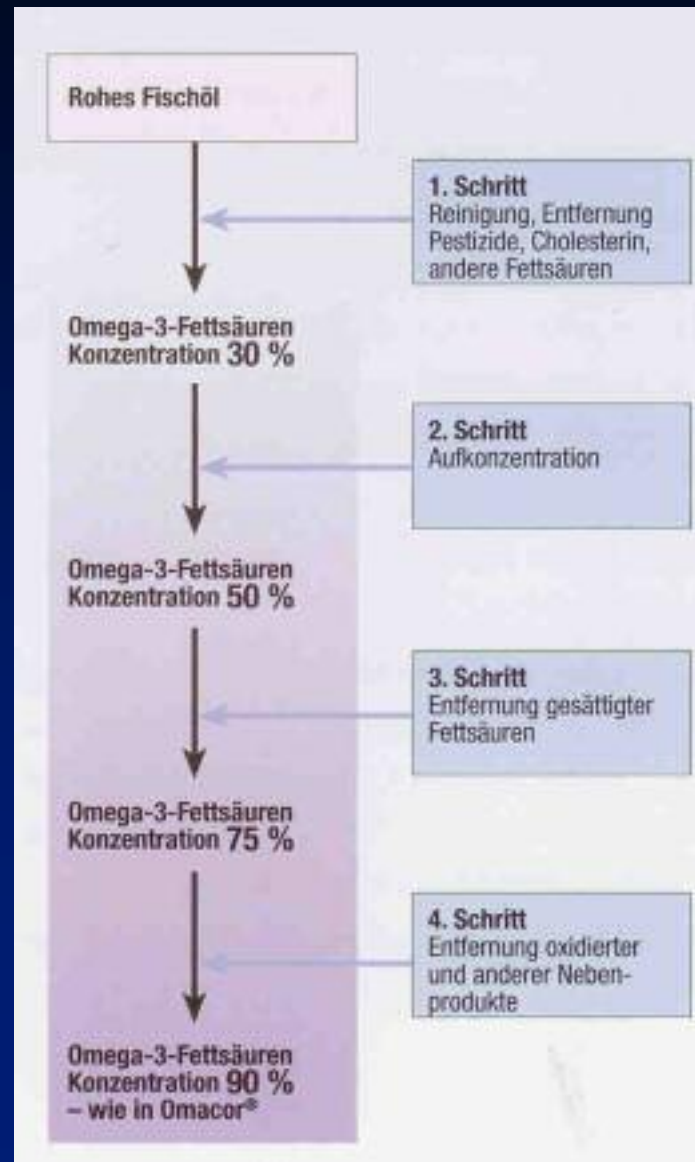 Rohes Fischöl
1. Schritt
Reinigung, Entfernung
Pestizide, Cholesterin,
andere Fettsäuren
Omega-3-Fettsäuren
Konzentration 30 %
2. Schritt
Aufkonzentration
Omega-3-Fettsäuren
Konzentration 50 %
3. Schritt
Entfernung gesättigter
Fettsäuren
Omega-3-Fettsäuren
Konzentration 75 %
4. Schritt
Entfernung oxidierter
und anderer Neben-
produkte
Omega-3-Fettsäuren
Konzentration 90 %
– wie in Omacor®